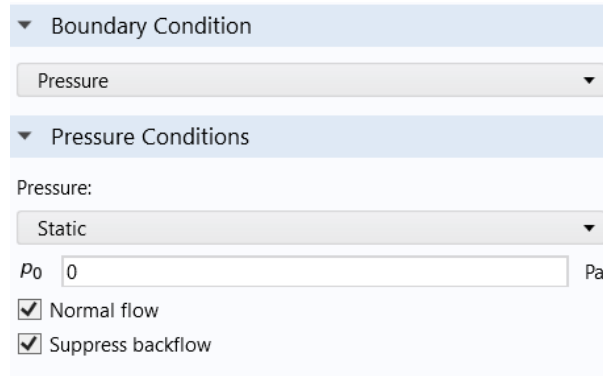 Boundary Condition
Pressure
Pressure Conditions
Pressure:
Static
p0 0 Pa
Normal flow
Suppress backflow